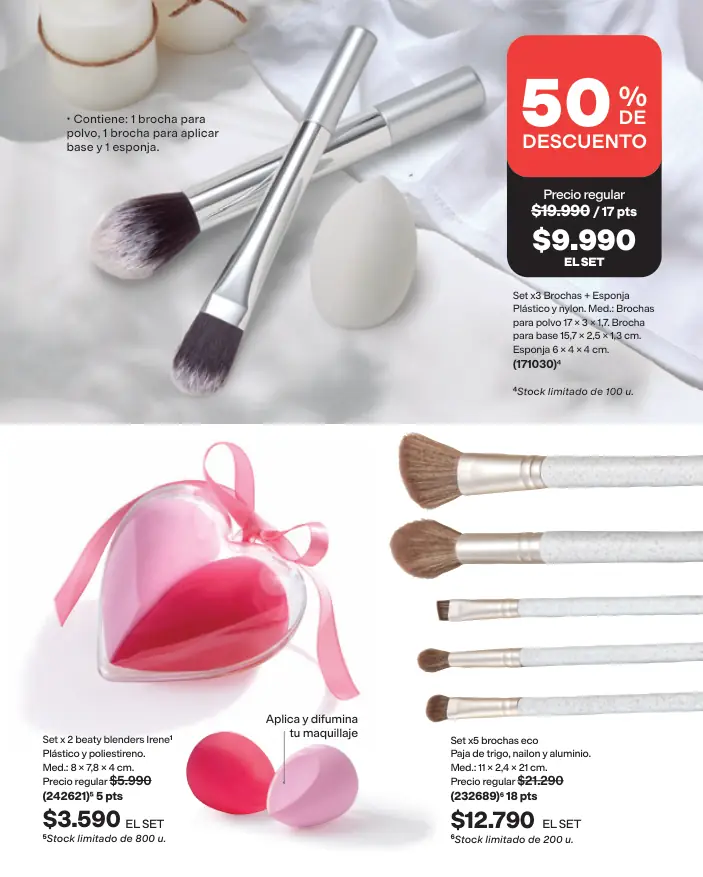 • Contiene: 1 brocha para
polvo, 1 brocha para aplicar
base y 1 esponja.
50 % DE
DESCUENTO
Precio regular
$19.990 / 17 pts
$9.990
EL SET
Set x3 Brochas + Esponja
Plástico y nylon. Med.: Brochas
para polvo 17 × 3 × 1,7. Brocha
para base 15,7 × 2,5 × 1,3 cm.
Esponja 6 × 4 × 4 cm.
(171030)⁴
⁴Stock limitado de 100 u.
Aplica y difumina
tu maquillaje
Set x 2 beaty blenders Irene¹
Plástico y poliestireno.
Med.: 8 × 7,8 × 4 cm.
Precio regular $5.990
(242621)⁵ 5 pts
$3.590 EL SET
⁵Stock limitado de 800 u.
Set x5 brochas eco
Paja de trigo, nailon y aluminio.
Med.: 11 × 2,4 × 21 cm.
Precio regular $21.290
(232689)⁶ 18 pts
$12.790 EL SET
⁶Stock limitado de 200 u.